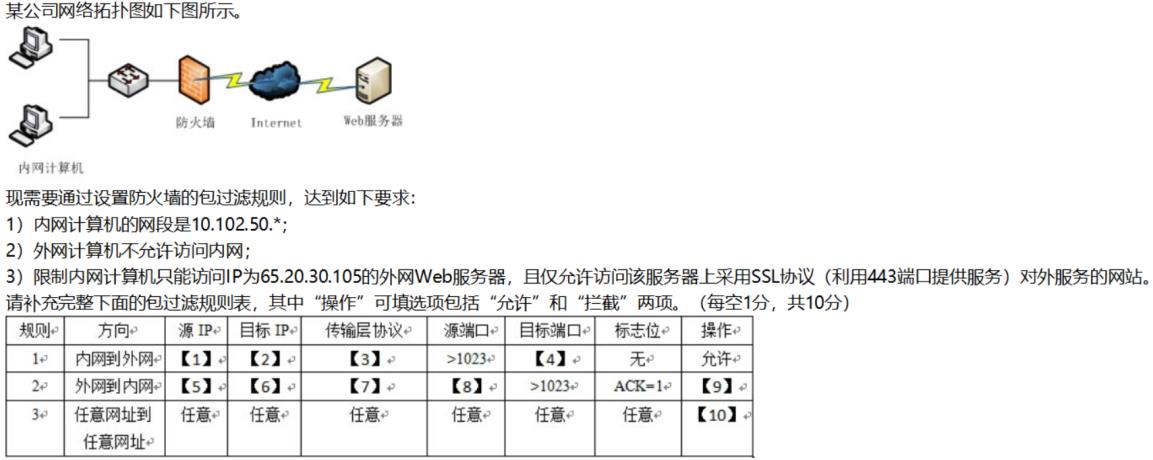 某公司网络拓扑图如下图所示。
防火墙 Internet Web服务器
内网计算机
现需要通过设置防火墙的包过滤规则，达到如下要求：
1）内网计算机的网段是10.102.50.*；
2）外网计算机不允许访问内网；
3）限制内网计算机只能访问IP为65.20.30.105的外网Web服务器，且仅允许访问该服务器上采用SSL协议（利用443端口提供服务）对外服务的网站。
请补充完整下面的包过滤规则表，其中“操作”可填选项包括“允许”和“拦截”两项。（每空1分，共10分）
规则 方向 源 IP 目标 IP 传输层协议 源端口 目标端口 标志位 操作
1 内网到外网 【1】 【2】 【3】 >1023 【4】 无 允许
2 外网到内网 【5】 【6】 【7】 【8】 >1023 ACK=1 【9】
3 任意网址到 任意 任意 任意 任意 任意 任意 【10】
任意网址